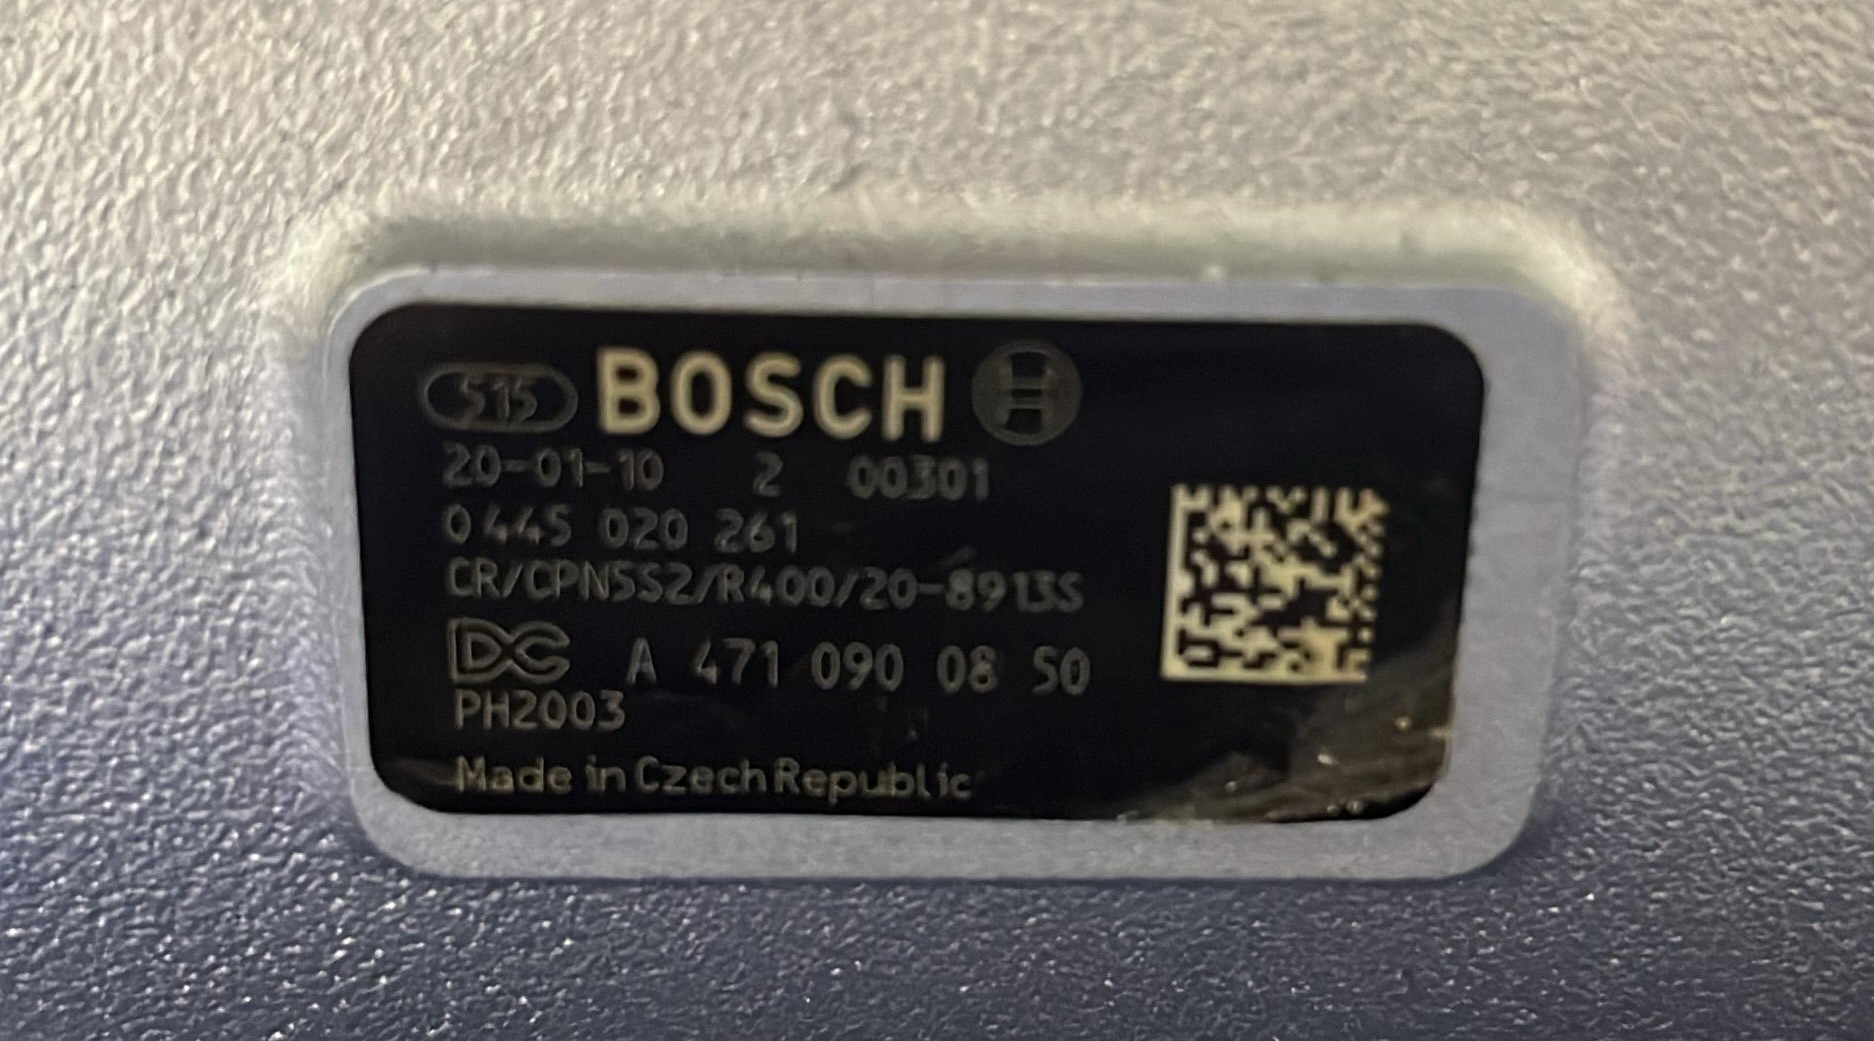 515 BOSCH
20-01-10 2 00301
0 445 020 261
CR/CPN5S2/R400/20-8913S
DC A 471 090 08 50
PH2003
Made in Czech Republic